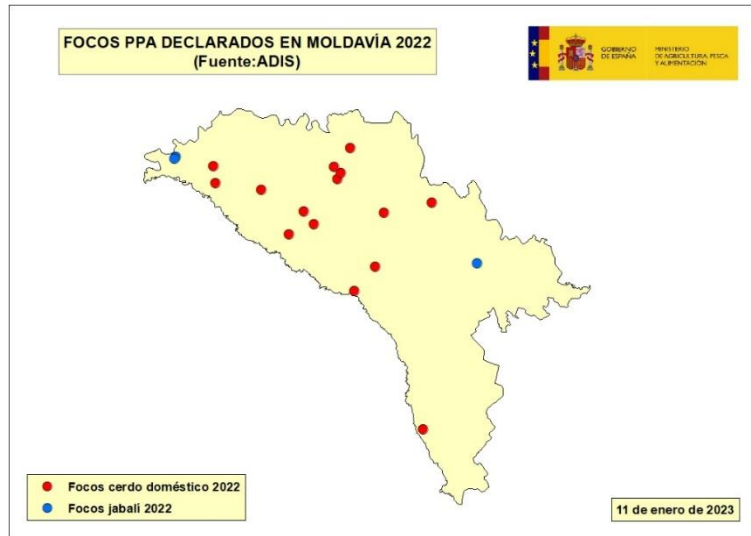 FOCOS PPA DECLARADOS EN MOLDAVÍA 2022
(Fuente:ADIS)
GOBIERNO
DE ESPAÑA
MINISTERIO
DE AGRICULTURA, PESCA
Y ALIMENTACIÓN
Focos cerdo doméstico 2022
Focos jabalí 2022
11 de enero de 2023